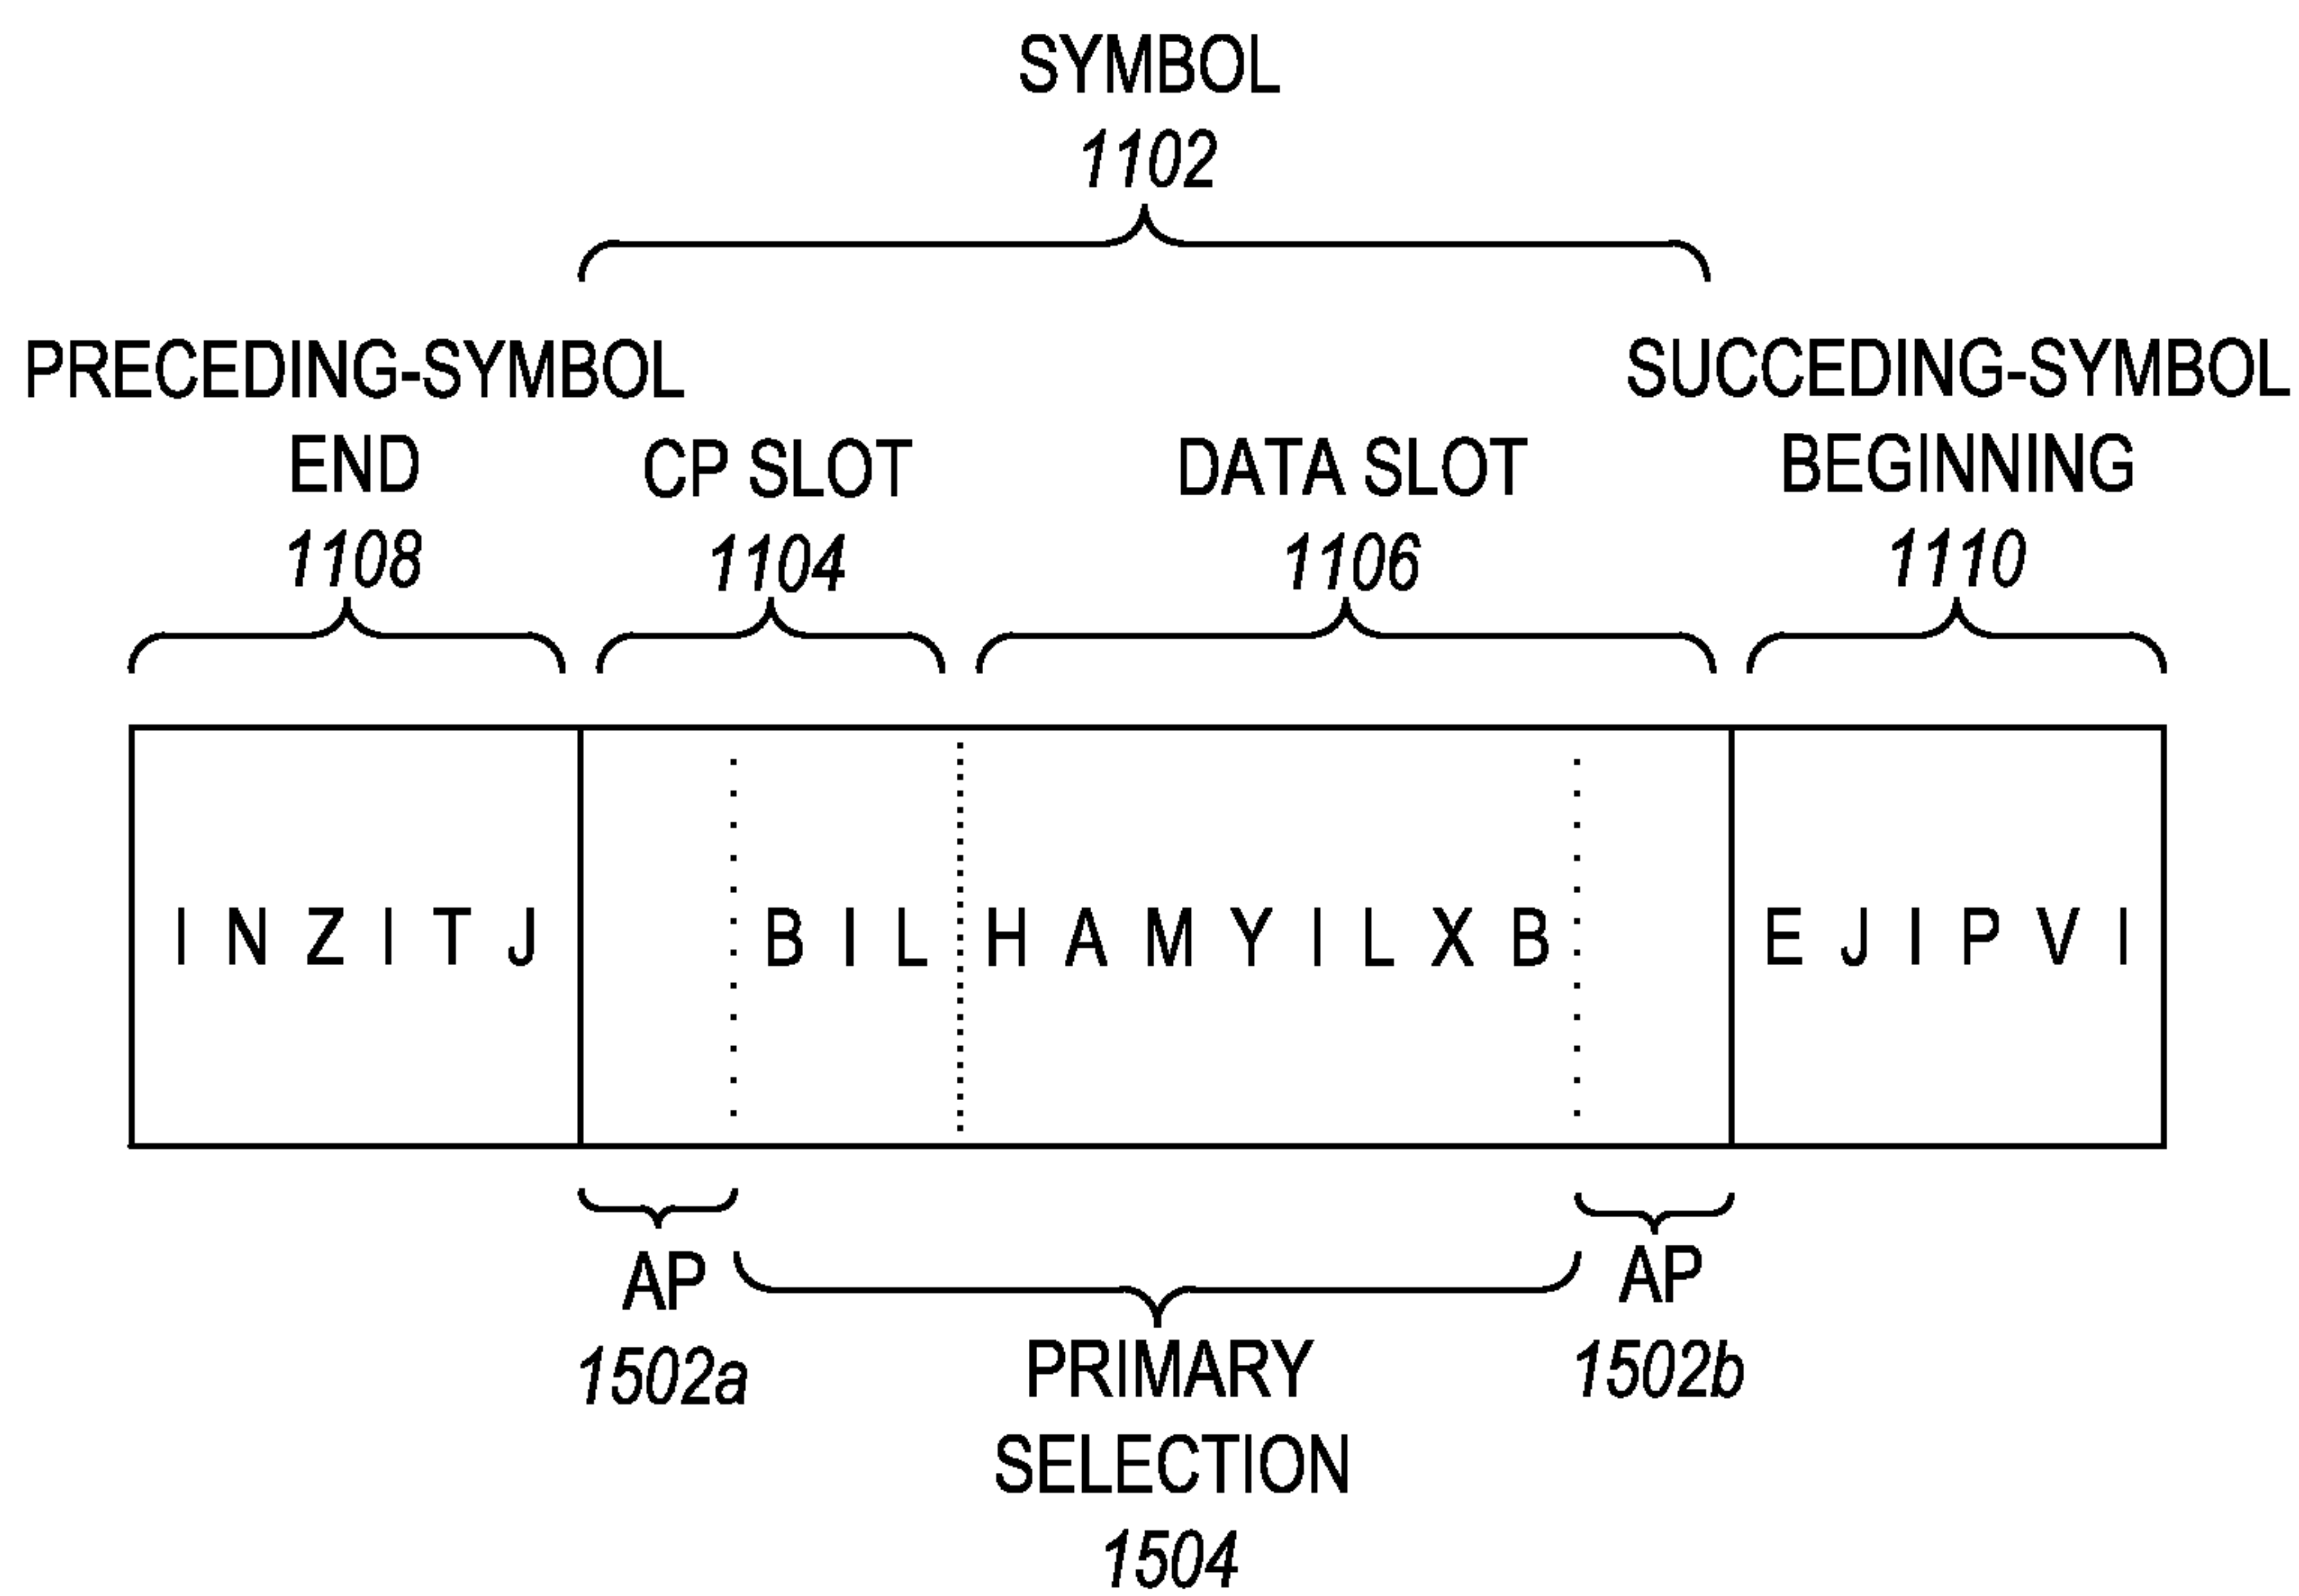 SYMBOL
1102
PRECEDING-SYMBOL
END
1108
CP SLOT
1104
DATA SLOT
1106
SUCCEDING-SYMBOL
BEGINNING
1110
I N Z I T J B I L H A M Y I L X B E J I P V I
AP
1502a
PRIMARY
SELECTION
1504
AP
1502b